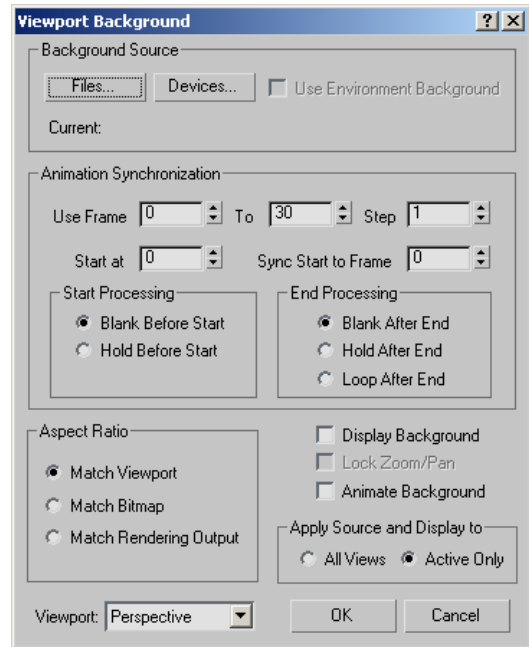 Viewport Background
Background Source
Files... Devices... Use Environment Background
Current:
Animation Synchronization
Use Frame 0 To 30 Step 1
Start at 0 Sync Start to Frame 0
Start Processing
Blank Before Start
Hold Before Start
End Processing
Blank After End
Hold After End
Loop After End
Aspect Ratio
Match Viewport
Match Bitmap
Match Rendering Output
Display Background
Lock Zoom/Pan
Animate Background
Apply Source and Display to
All Views Active Only
Viewport: Perspective OK Cancel